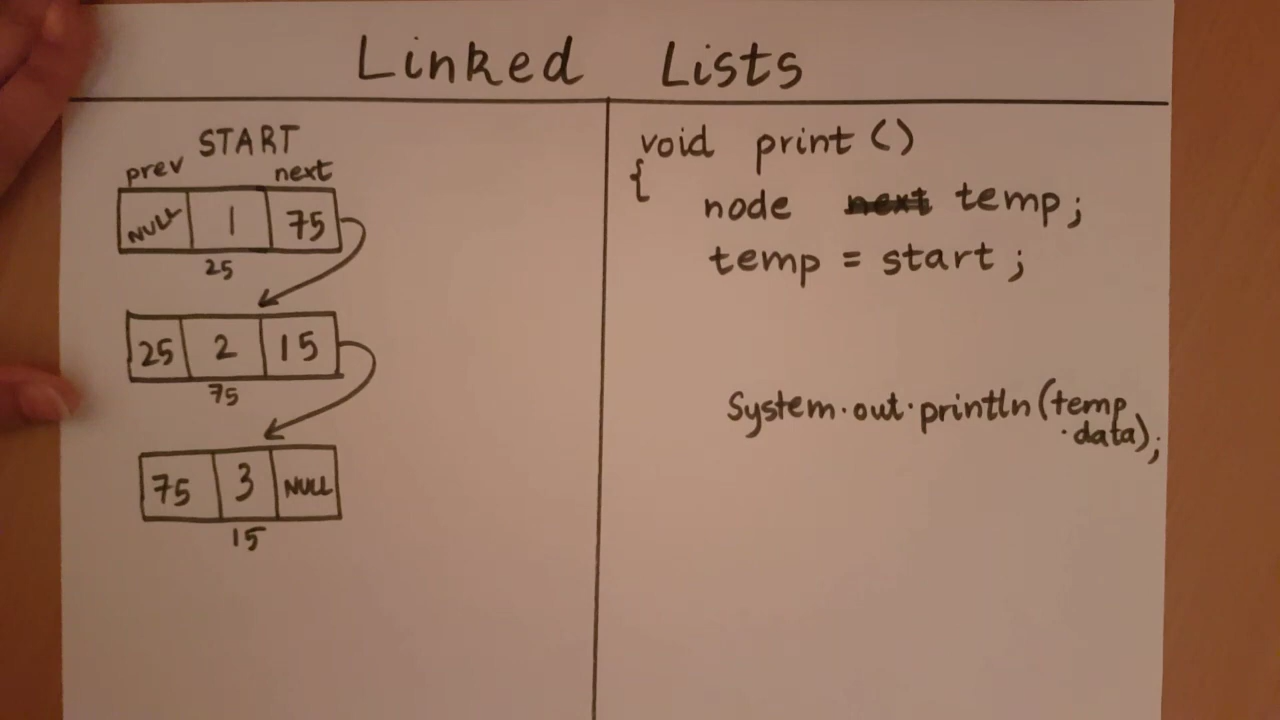 Linked Lists
START
prev next
NULL 1 75
25
25 2 15
75
75 3 NULL
15
void print ()
{
node next temp;
temp = start ;
System.out.println(temp
.data);